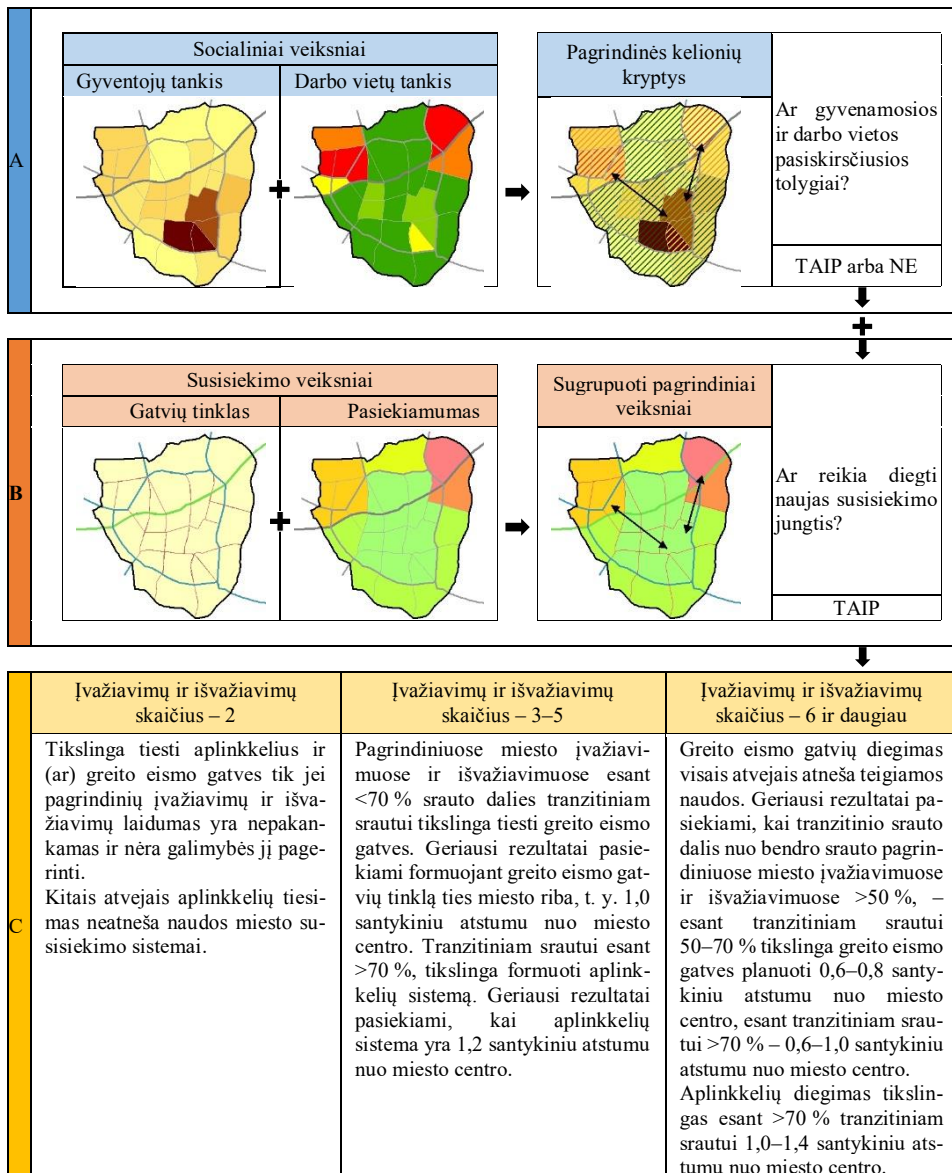 A
Socialiniai veiksniai
Gyventojų tankis
Darbo vietų tankis
Pagrindinės kelionių
kryptys
Ar gyvenamosios
ir darbo vietos
pasiskirsčiusios
tolygiai?
TAIP arba NE
B
Susisiekimo veiksniai
Gatvių tinklas
Pasiekiamumas
Sugrupuoti pagrindiniai
veiksniai
Ar reikia diegti
naujas susisiekimo
jungtis?
TAIP
C
Įvažiavimų ir išvažiavimų
skaičius – 2
Tikslinga tiesti aplinkkelius ir
(ar) greito eismo gatves tik jei
pagrindinių įvažiavimų ir išva-
žiavimų laidumas yra nepakan-
kamas ir nėra galimybės jį page-
rinti.
Kitais atvejais aplinkkelių tiesi-
mas neatneša naudos miesto su-
sisiekimo sistemai.
Įvažiavimų ir išvažiavimų
skaičius – 3–5
Pagrindiniuose miesto įvažiavi-
muose ir išvažiavimuose esant
<70 % srauto dalies tranzitiniam
srautui tikslinga tiesti greito eismo
gatves. Geriausi rezultatai pasie-
kiami formuojant greito eismo gat-
vių tinklą ties miesto riba, t. y. 1,0
santykiniu atstumu nuo miesto
centro. Tranzitiniam srautui esant
>70 %, tikslinga formuoti aplink-
kelių sistemą. Geriausi rezultatai
pasiekiami, kai aplinkkelių
sistema yra 1,2 santykiniu atstumu
nuo miesto centro.
Įvažiavimų ir išvažiavimų
skaičius – 6 ir daugiau
Greito eismo gatvių diegimas
visais atvejais atneša teigiamos
naudos. Geriausi rezultatai pa-
siekiami, kai tranzitinio srauto
dalis nuo bendro srauto pagrin-
diniuose miesto įvažiavimuose
ir išvažiavimuose >50 %, –
esant tranzitiniam srautui
50–70 % tikslinga greito eismo
gatves planuoti 0,6–0,8 santy-
kiniu atstumu nuo miesto
centro, esant tranzitiniam srau-
tui >70 % – 0,6–1,0 santykiniu
atstumu nuo miesto centro.
Aplinkkelių diegimas tikslin-
gas esant >70 % tranzitiniam
srautui 1,0–1,4 santykiniu ats-
tumu nuo miesto centro.